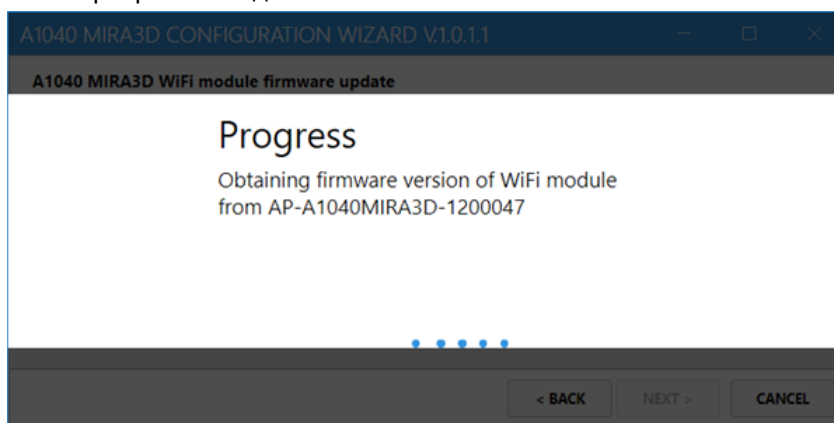 A1040 MIRA3D CONFIGURATION WIZARD V.1.0.1.1
A1040 MIRA3D WiFi module firmware update
Progress
Obtaining firmware version of WiFi module
from AP-A1040MIRA3D-1200047
< BACK
NEXT >
CANCEL